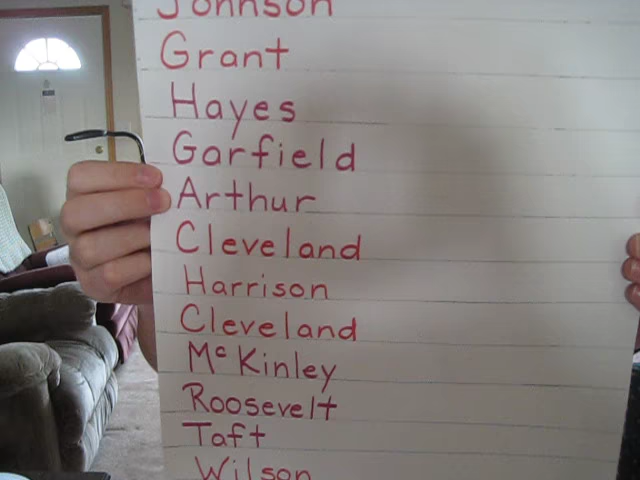 Johnson
Grant
Hayes
Garfield
Arthur
Cleveland
Harrison
Cleveland
McKinley
Roosevelt
Taft
Wilson